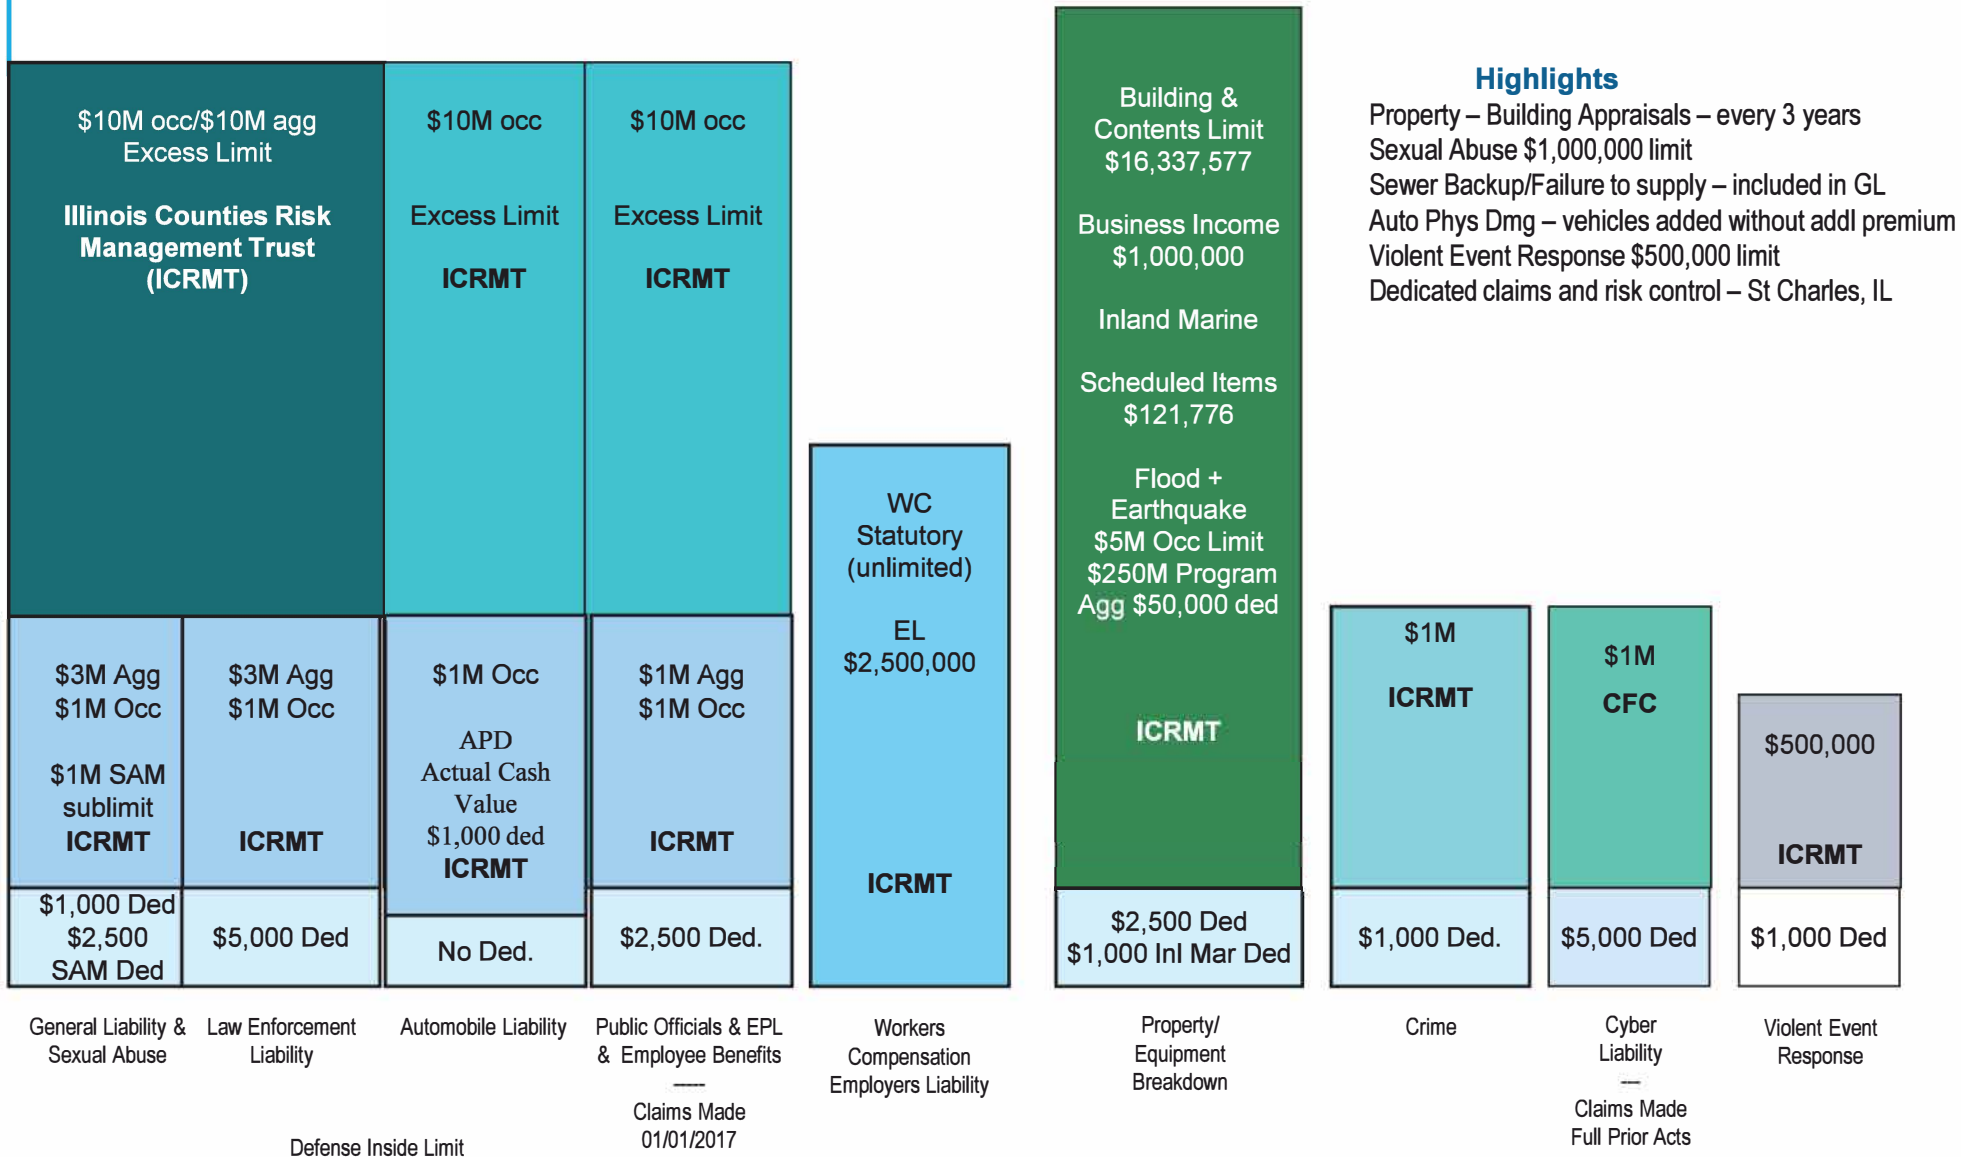 $10M occ/$10M agg
Excess Limit
Illinois Counties Risk
Management Trust
(ICRMT)
$10M occ
Excess Limit
ICRMT
$10M occ
Excess Limit
ICRMT
$3M Agg
$1M Occ
$1M SAM
sublimit
ICRMT
$1,000 Ded
$2,500
SAM Ded
General Liability &
Sexual Abuse
$3M Agg
$1M Occ
ICRMT
$5,000 Ded
Law Enforcement
Liability
$1M Occ
APD
Actual Cash
Value
$1,000 ded
ICRMT
No Ded.
Automobile Liability
$1M Agg
$1M Occ
ICRMT
$2,500 Ded.
Public Officials & EPL
& Employee Benefits
-----
Claims Made
01/01/2017
Defense Inside Limit
WC
Statutory
(unlimited)
EL
$2,500,000
ICRMT
Workers
Compensation
Employers Liability
Building &
Contents Limit
$16,337,577
Business Income
$1,000,000
Inland Marine
Scheduled Items
$121,776
Flood +
Earthquake
$5M Occ Limit
$250M Program
Agg $50,000 ded
ICRMT
$2,500 Ded
$1,000 Inl Mar Ded
Property/
Equipment
Breakdown
Highlights
Property – Building Appraisals – every 3 years
Sexual Abuse $1,000,000 limit
Sewer Backup/Failure to supply – included in GL
Auto Phys Dmg – vehicles added without addl premium
Violent Event Response $500,000 limit
Dedicated claims and risk control – St Charles, IL
$1M
ICRMT
$1,000 Ded.
Crime
$1M
CFC
$5,000 Ded
Cyber
Liability
---
Claims Made
Full Prior Acts
$500,000
ICRMT
$1,000 Ded
Violent Event
Response